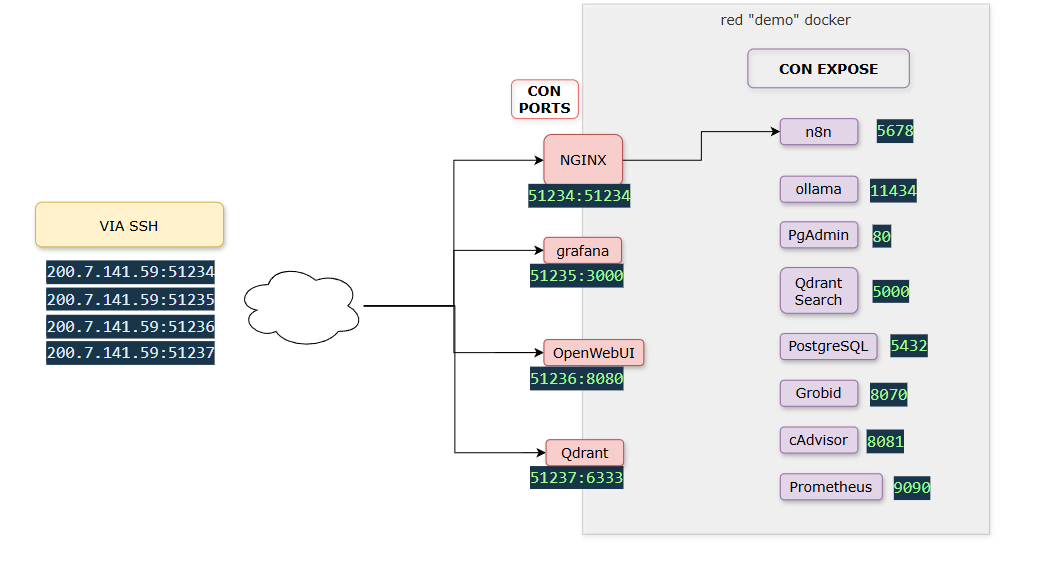 red "demo" docker
CON EXPOSE
CON
PORTS
n8n
5678
NGINX
51234:51234
ollama
11434
VIA SSH
PgAdmin
80
grafana
51235:3000
200.7.141.59:51234
200.7.141.59:51235
200.7.141.59:51236
200.7.141.59:51237
Qdrant
Search
5000
PostgreSQL
5432
OpenWebUI
51236:8080
Grobid
8070
cAdvisor
8081
Qdrant
51237:6333
Prometheus
9090